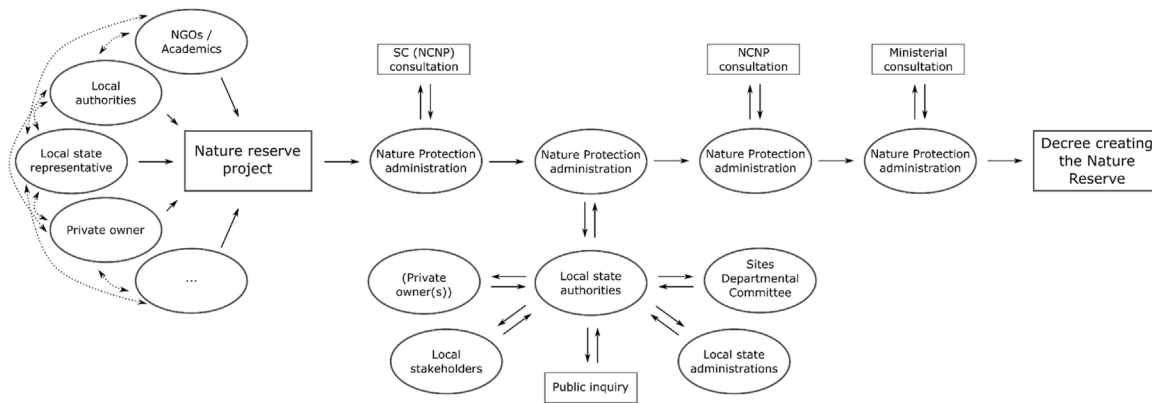 NGOs /
Academics
Local
authorities
Local state
representative
Private owner
...
Nature reserve
project
SC (NCNP)
consultation
Nature Protection
administration
Nature Protection
administration
NCNP
consultation
Nature Protection
administration
Ministerial
consultation
Nature Protection
administration
Decree creating
the Nature
Reserve
(Private
owner(s))
Local state
authorities
Sites
Departmental
Committee
Local
stakeholders
Public inquiry
Local state
administrations